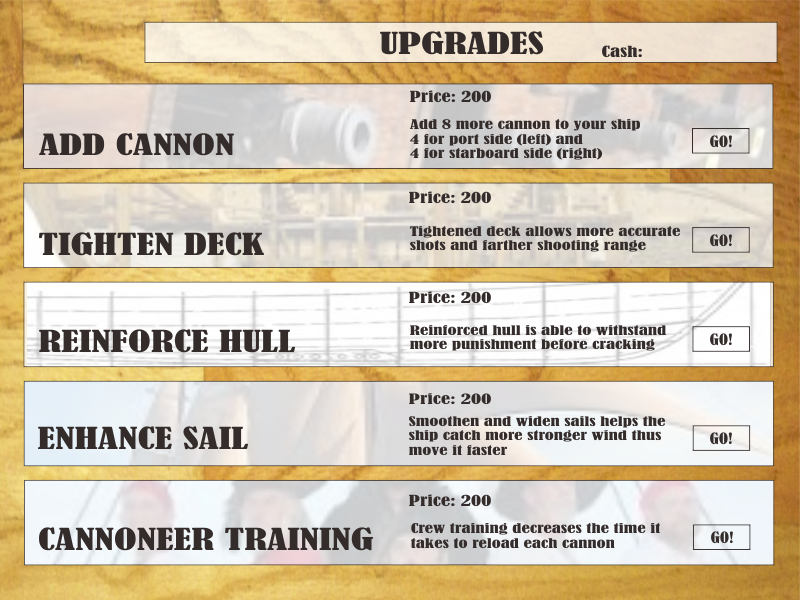 UPGRADES
Cash:
Price: 200
ADD CANNON
Add 8 more cannon to your ship
4 for port side (left) and
4 for starboard side (right)
GO!
Price: 200
TIGHTEN DECK
Tightened deck allows more accurate
shots and farther shooting range
GO!
Price: 200
REINFORCE HULL
Reinforced hull is able to withstand
more punishment before cracking
GO!
Price: 200
ENHANCE SAIL
Smoothen and widen sails helps the
ship catch more stronger wind thus
move it faster
GO!
Price: 200
CANNONEER TRAINING
Crew training decreases the time it
takes to reload each cannon
GO!